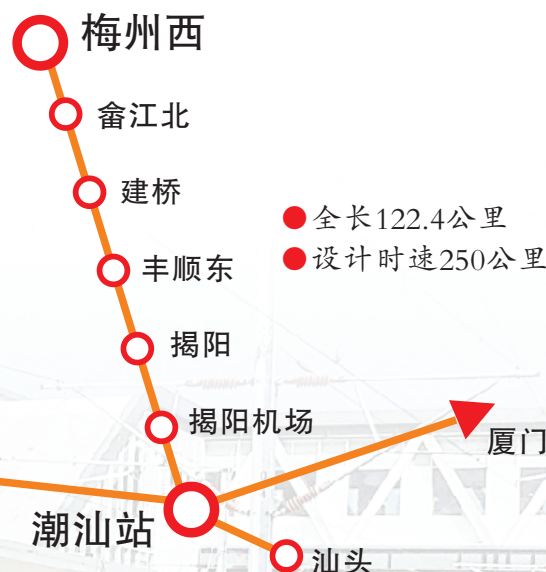 梅州西
畲江北
建桥
全长122.4公里
设计时速250公里
丰顺东
揭阳
揭阳机场
厦门
潮汕站
汕头